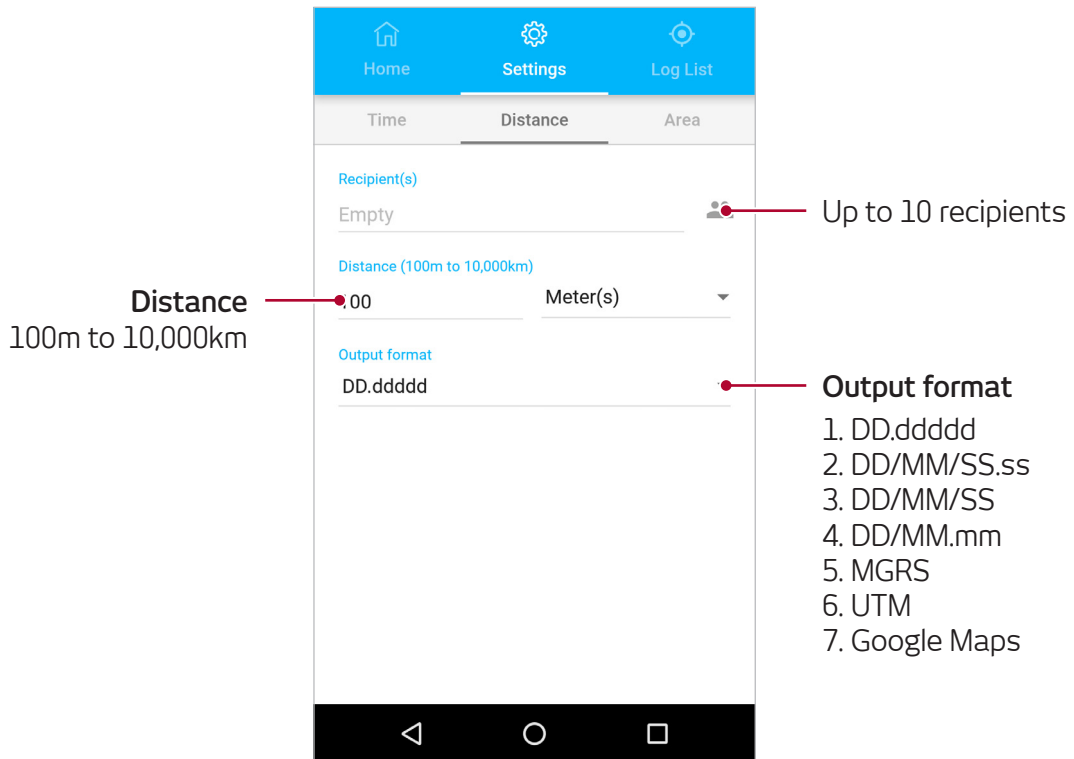 Home Settings Log List
Time Distance Area
Recipient(s)
Empty
Up to 10 recipients
Distance (100m to 10,000km)
Distance
100m to 10,000km
100 Meter(s)
Output format
DD.ddddd
Output format
1. DD.ddddd
2. DD/MM/SS.ss
3. DD/MM/SS
4. DD/MM.mm
5. MGRS
6. UTM
7. Google Maps